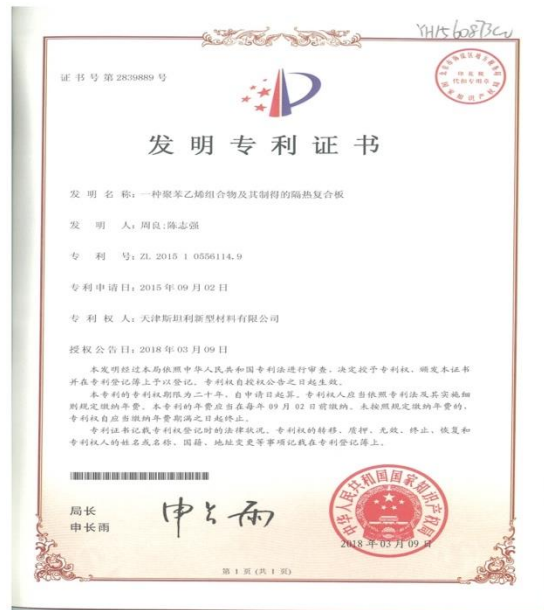 YH1560873Cu
证书号第2839889号
发明专利证书
发 明 名 称：一种聚苯乙烯组合物及其制得的隔热复合板
发 明 人：周良;陈志强
专 利 号：ZL 2015 1 0556114.9
专利申请日：2015年09月02日
专 利 权 人：天津斯坦利新型材料有限公司
授权公告日：2018年03月09日
本发明经过本局依照中华人民共和国专利法进行审查，决定授予专利权，颁发本证书
并在专利登记簿上予以登记。专利权自授权公告之日起生效。
本专利的专利权期限为二十年，自申请日起算。专利权人应当依照专利法及其实施细
则规定缴纳年费。本专利的年费应当在每年09月02日前缴纳。未按照规定缴纳年费的，
专利权自应当缴纳年费期满之日起终止。
专利证书记载专利权登记时的法律状况。专利权的转移、质押、无效、终止、恢复和
专利权人的姓名或名称、国籍、地址变更等事项记载在专利登记簿上。
局长
申长雨
申长雨
中华人民共和国国家知识产权局
2018年03月09日
第1页(共1页)